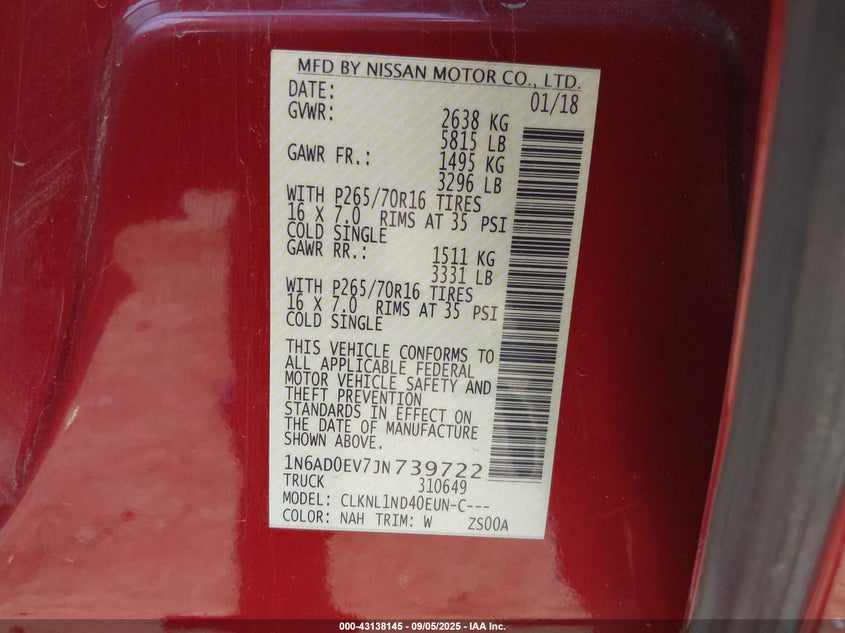 MFD BY NISSAN MOTOR CO., LTD.
DATE: 01/18
GVWR: 2638 KG
5815 LB
GAWR FR.: 1495 KG
3296 LB
WITH P265/70R16 TIRES
16 X 7.0 RIMS AT 35 PSI
COLD SINGLE
GAWR RR.: 1511 KG
3331 LB
WITH P265/70R16 TIRES
16 X 7.0 RIMS AT 35 PSI
COLD SINGLE
THIS VEHICLE CONFORMS TO
ALL APPLICABLE FEDERAL
MOTOR VEHICLE SAFETY AND
THEFT PREVENTION
STANDARDS IN EFFECT ON
THE DATE OF MANUFACTURE
SHOWN ABOVE.
1N6AD0EV7JN739722
TRUCK 310649
MODEL: CLKNL1ND40EUN-C---
COLOR: NAH TRIM: W ZS00A
000-43138145 - 09/05/2025 - IAA Inc.